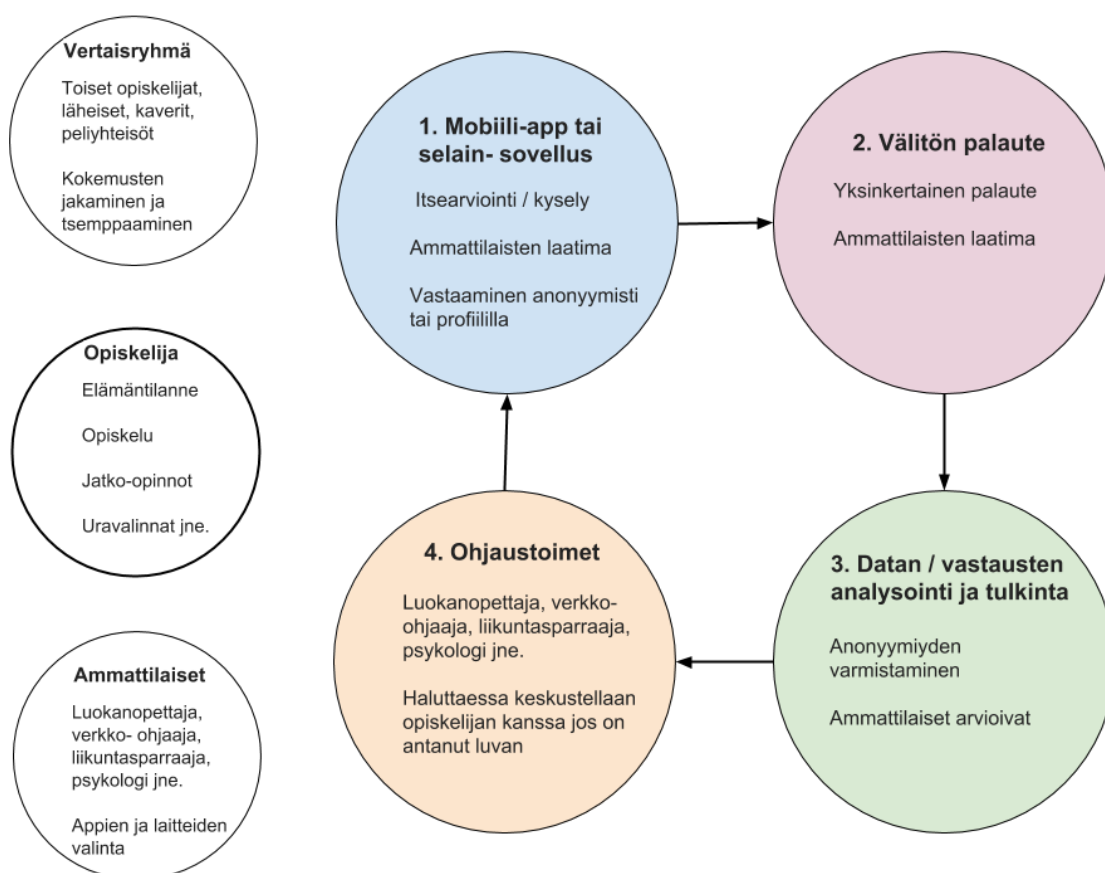 Vertaisryhmä
Toiset opiskelijat,
läheiset, kaverit,
peliyhteisöt
Kokemusten
jakaminen ja
tsemppaaminen
Opiskelija
Elämäntilanne
Opiskelu
Jatko-opinnot
Uravalinnat jne.
Ammattilaiset
Luokanopettaja,
verkko- ohjaaja,
liikuntasparraaja,
psykologi jne.
Appien ja laitteiden
valinta
1. Mobiili-app tai
selain- sovellus
Itsearviointi / kysely
Ammattilaisten laatima
Vastaaminen anonyymisti
tai profiililla
2. Välitön palaute
Yksinkertainen palaute
Ammattilaisten laatima
3. Datan / vastausten
analysointi ja tulkinta
Anonyymiyden
varmistaminen
Ammattilaiset arvioivat
4. Ohjaustoimet
Luokanopettaja, verkko-
ohjaaja, liikuntasparraaja,
psykologi jne.
Haluttaessa keskustellaan
opiskelijan kanssa jos on
antanut luvan